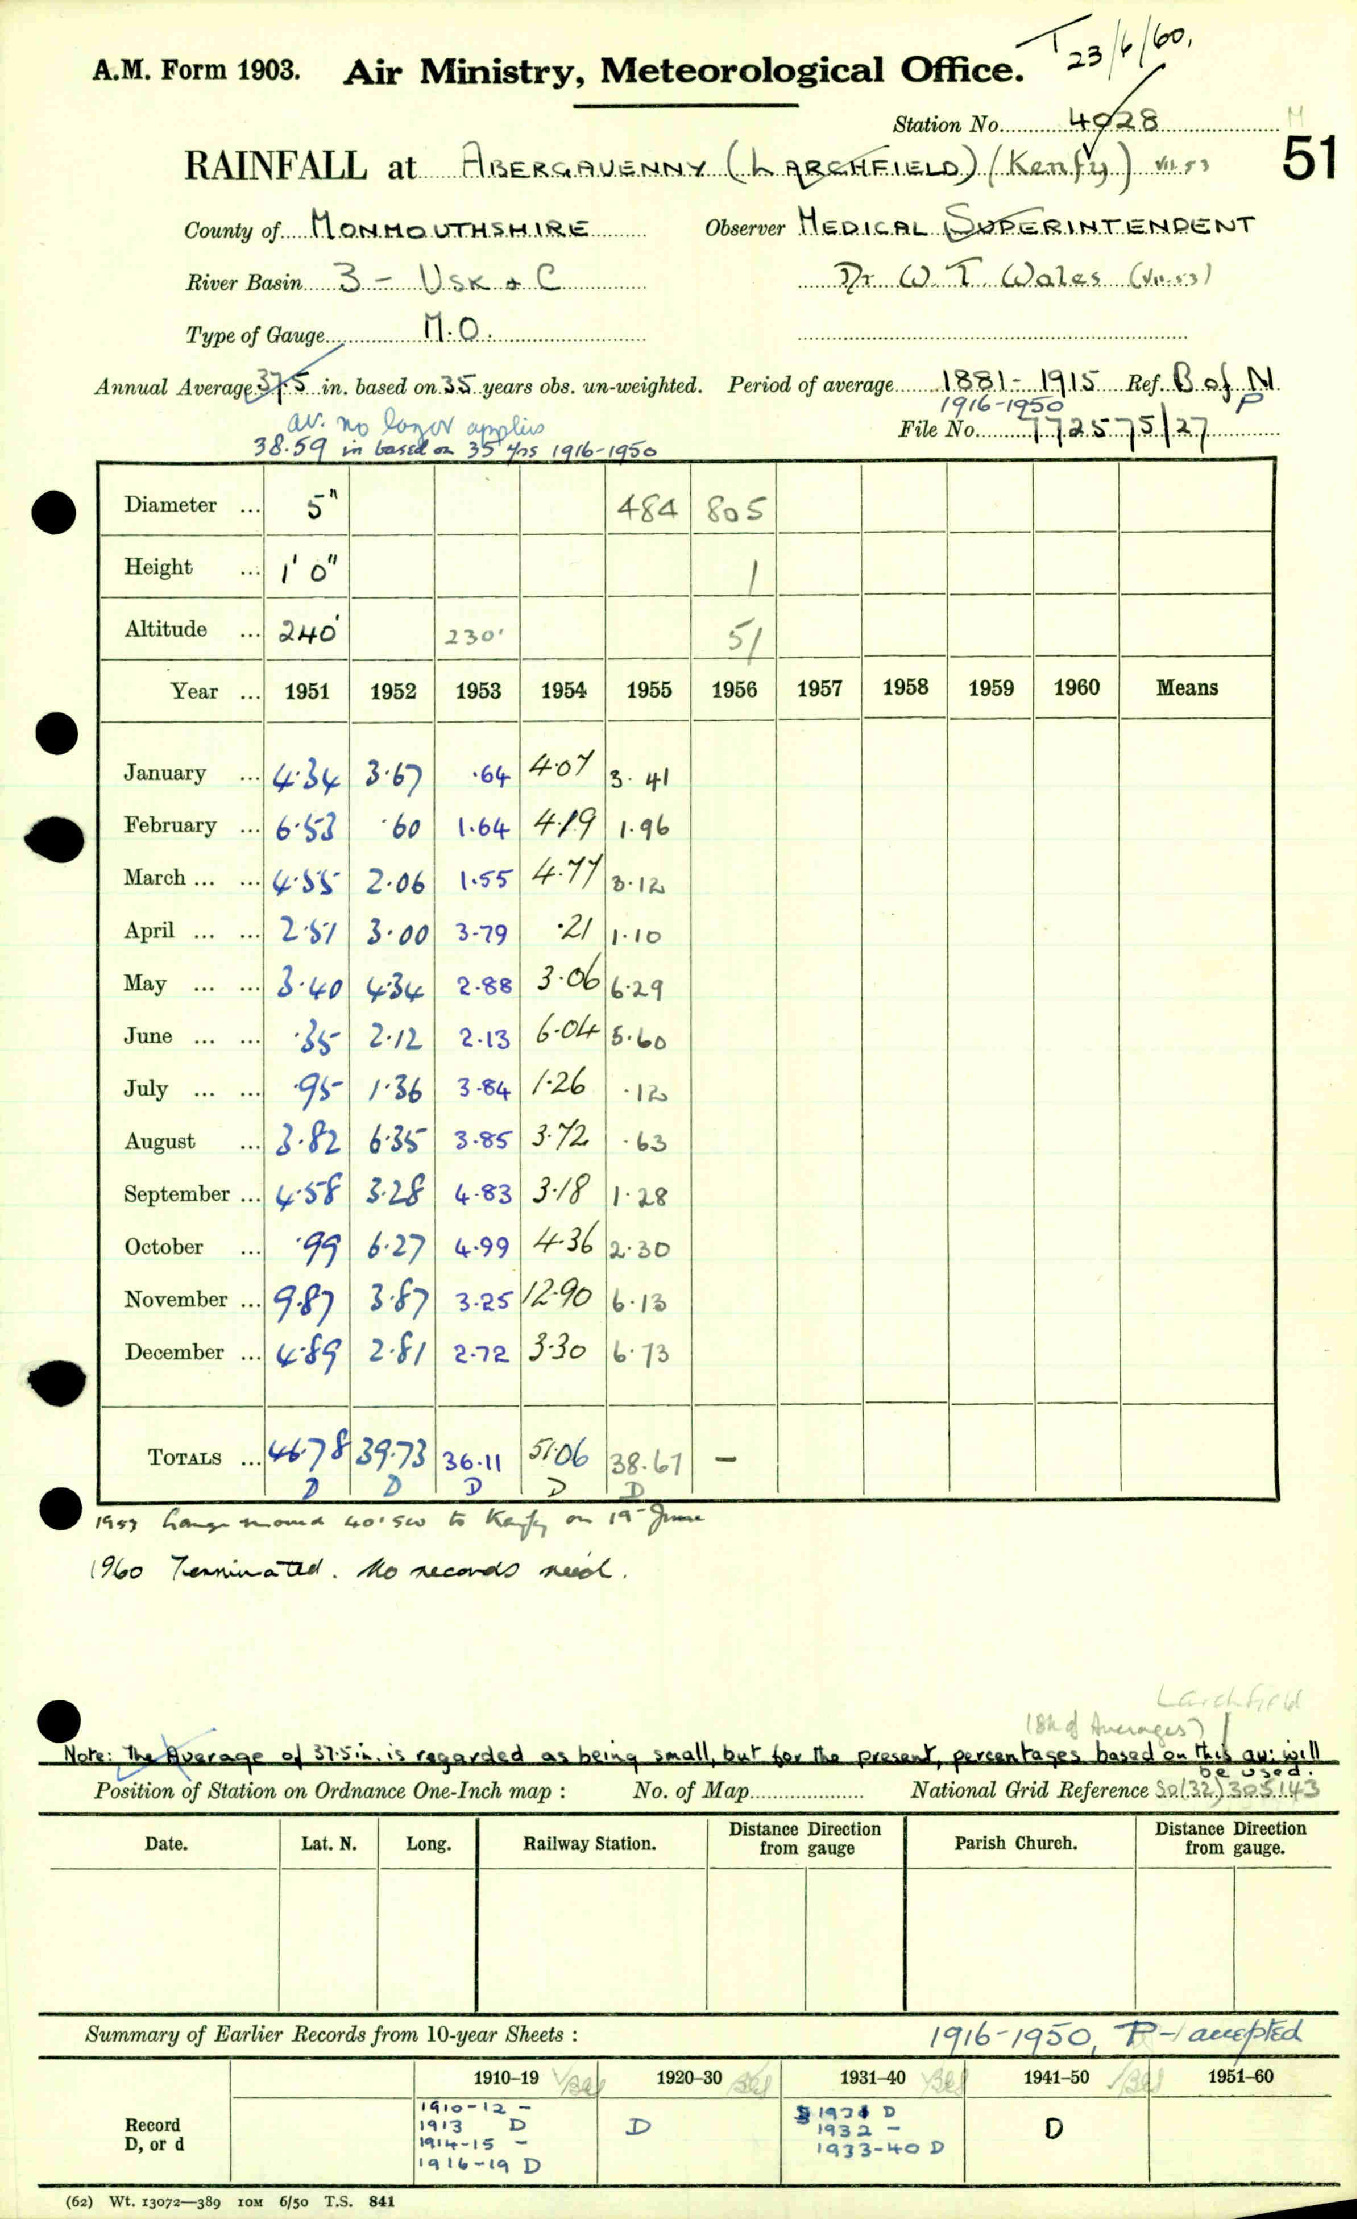 T 23/6/60.
A.M. Form 1903. Air Ministry, Meteorological Office.
Station No. 4028
M
51
RAINFALL at ABERGAVENNY (LARCHFIELD) (Kenfy) VII.53
County of MONMOUTHSHIRE Observer MEDICAL SUPERINTENDENT
River Basin 3 - USK & C Dr W. T. Wales (VII.53)
Type of Gauge M.O.
Annual Average 37.5 in. based on 35 years obs. un-weighted. Period of average 1881-1915 Ref. B of N
1916-1950 P
av. no longer applies File No. 772575/27
38.59 in based on 35 yrs 1916-1950
Diameter ... 5" 484 805
Height ... 1' 0" 1
Altitude ... 240' 230' 51
Year ... 1951 1952 1953 1954 1955 1956 1957 1958 1959 1960 Means
January ... 4.34 3.67 .64 4.07 3.41
February ... 6.53 .60 1.64 4.19 1.96
March ... ... 4.55 2.06 1.55 4.77 3.12
April ... ... 2.51 3.00 3.79 .21 1.10
May ... ... 3.40 4.34 2.88 3.06 6.29
June ... ... .35 2.12 2.13 6.04 5.60
July ... ... .95 1.36 3.84 1.26 .12
August ... 3.82 6.35 3.85 3.72 .63
September ... 4.58 3.28 4.83 3.18 1.28
October ... .99 6.27 4.99 4.36 2.30
November ... 9.87 3.87 3.25 12.90 6.13
December ... 4.89 2.81 2.72 3.30 6.73
TOTALS ... 46.78 39.73 36.11 51.06 38.67 -
D D D D D
1953 Gauge moved 40' SW to Kenfy on 19th June
1960 Terminated. No records rec'd.
Larchfield
(Bk of Averages)
Note: The Average of 37.5 in. is regarded as being small, but for the present, percentages based on this av: will
be used.
Position of Station on Ordnance One-Inch map : No. of Map National Grid Reference SO(32)305143
Date. Lat. N. Long. Railway Station. Distance from Direction gauge Parish Church. Distance from Direction gauge.
Summary of Earlier Records from 10-year Sheets : 1916-1950, P - accepted
1910-19 1920-30 1931-40 1941-50 1951-60
Record D, or d
1910-12 -
1913 D
1914-15 -
1916-19 D
D
1931 D
1932 -
1933-40 D
D
(62) Wt. 13072—389 10M 6/50 T.S. 841